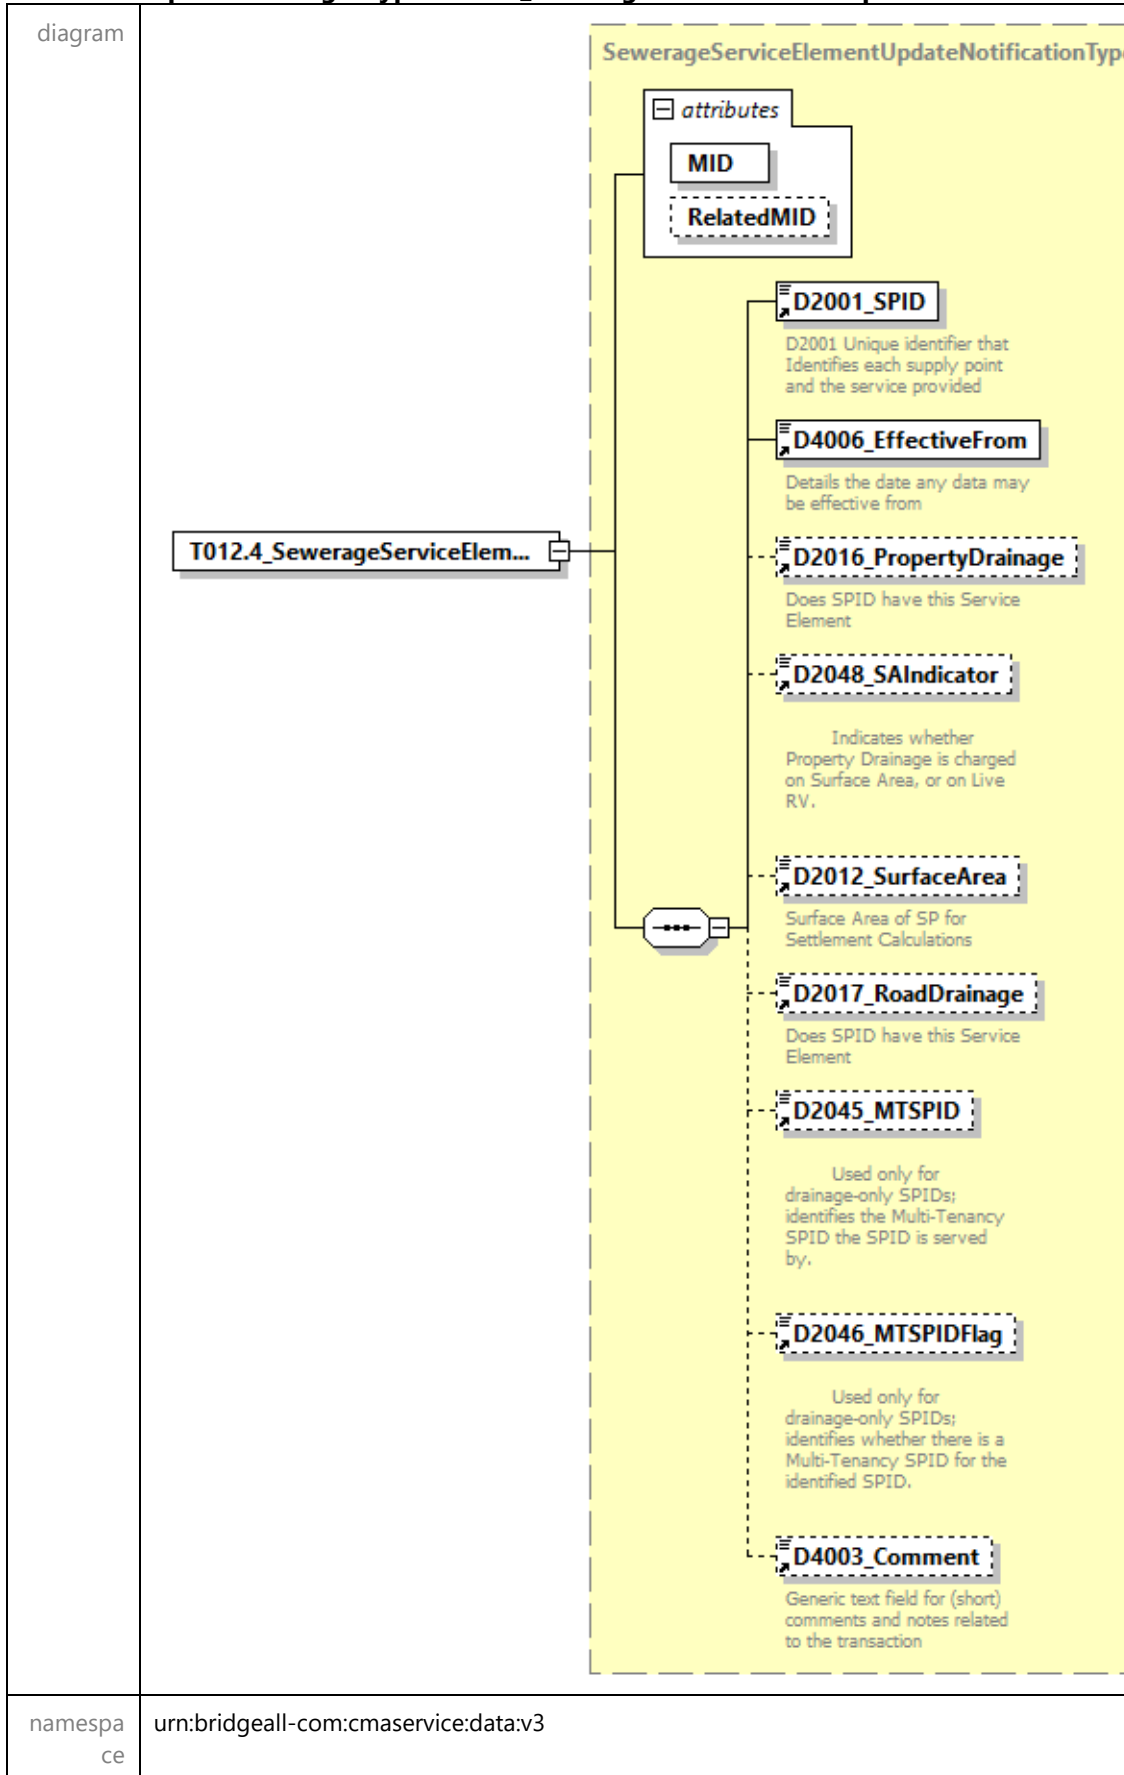 diagram
SewerageServiceElementUpdateNotificationType
attributes
MID
RelatedMID
D2001_SPID
D2001 Unique identifier that
Identifies each supply point
and the service provided
D4006_EffectiveFrom
Details the date any data may
be effective from
T012.4_SewerageServiceElem...
D2016_PropertyDrainage
Does SPID have this Service
Element
D2048_SAIndicator
Indicates whether
Property Drainage is charged
on Surface Area, or on Live
RV.
D2012_SurfaceArea
Surface Area of SP for
Settlement Calculations
D2017_RoadDrainage
Does SPID have this Service
Element
D2045_MTSPID
Used only for
drainage-only SPIDs;
identifies the Multi-Tenancy
SPID the SPID is served
by.
D2046_MTSPIDFlag
Used only for
drainage-only SPIDs;
identifies whether there is a
Multi-Tenancy SPID for the
identified SPID.
D4003_Comment
Generic text field for (short)
comments and notes related
to the transaction
namespa
ce
urn:bridgeall-com:cmaservice:data:v3